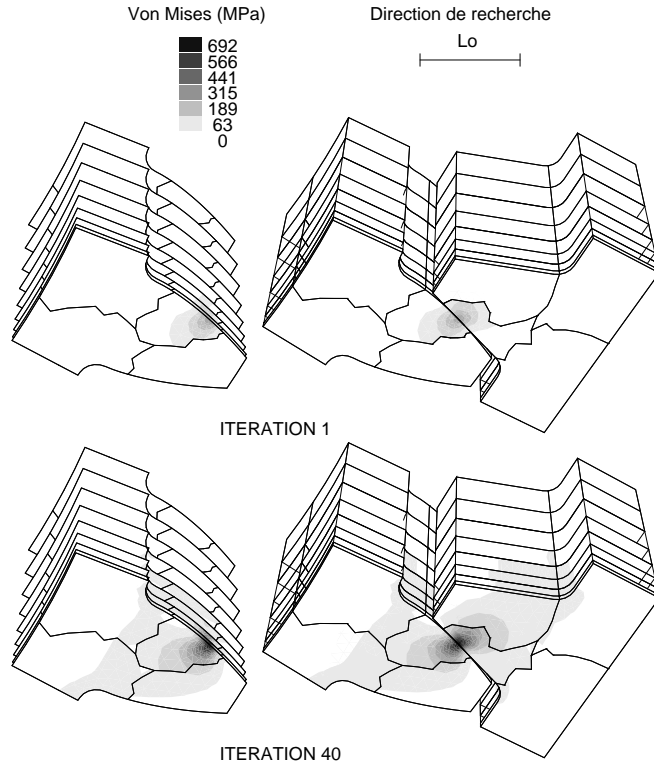 Von Mises (MPa)
Direction de recherche
Lo
692
566
441
315
189
63
0
ITERATION 1
ITERATION 40